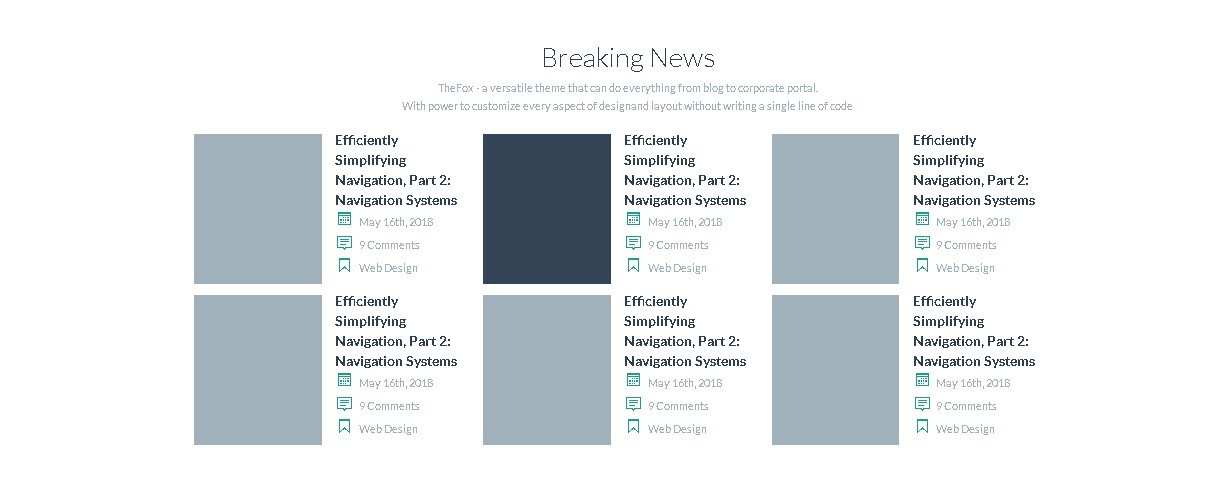 Breaking News
TheFox - a versatile theme that can do everything from blog to corporate portal.
With power to customize every aspect of designand layout without writing a single line of code
Efficiently
Simplifying
Navigation, Part 2:
Navigation Systems
May 16th, 2018
9 Comments
Web Design
Efficiently
Simplifying
Navigation, Part 2:
Navigation Systems
May 16th, 2018
9 Comments
Web Design
Efficiently
Simplifying
Navigation, Part 2:
Navigation Systems
May 16th, 2018
9 Comments
Web Design
Efficiently
Simplifying
Navigation, Part 2:
Navigation Systems
May 16th, 2018
9 Comments
Web Design
Efficiently
Simplifying
Navigation, Part 2:
Navigation Systems
May 16th, 2018
9 Comments
Web Design
Efficiently
Simplifying
Navigation, Part 2:
Navigation Systems
May 16th, 2018
9 Comments
Web Design